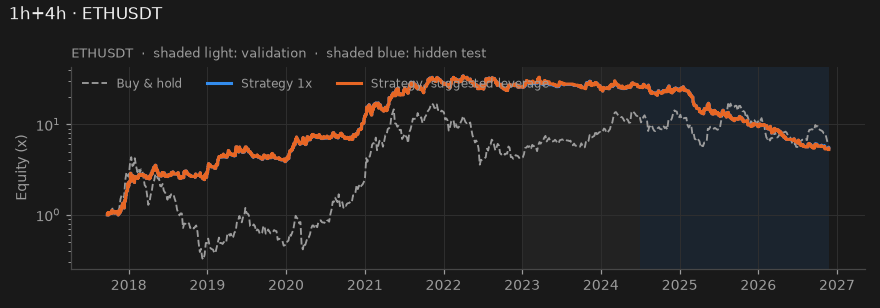 1h+4h · ETHUSDT
ETHUSDT · shaded light: validation · shaded blue: hidden test
Buy & hold Strategy 1x Strategy, suggested leverage
Equity (x)
10¹
10⁰
2018 2019 2020 2021 2022 2023 2024 2025 2026 2027